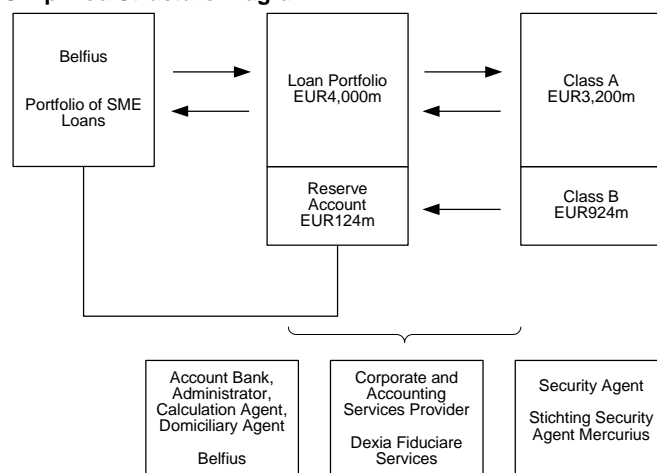 Belfius
Portfolio of SME
Loans
Loan Portfolio
EUR4,000m
Reserve
Account
EUR124m
Class A
EUR3,200m
Class B
EUR924m
Account Bank,
Administrator,
Calculation Agent,
Domiciliary Agent
Belfius
Corporate and
Accounting
Services Provider
Dexia Fiduciare
Services
Security Agent
Stichting Security
Agent Mercurius